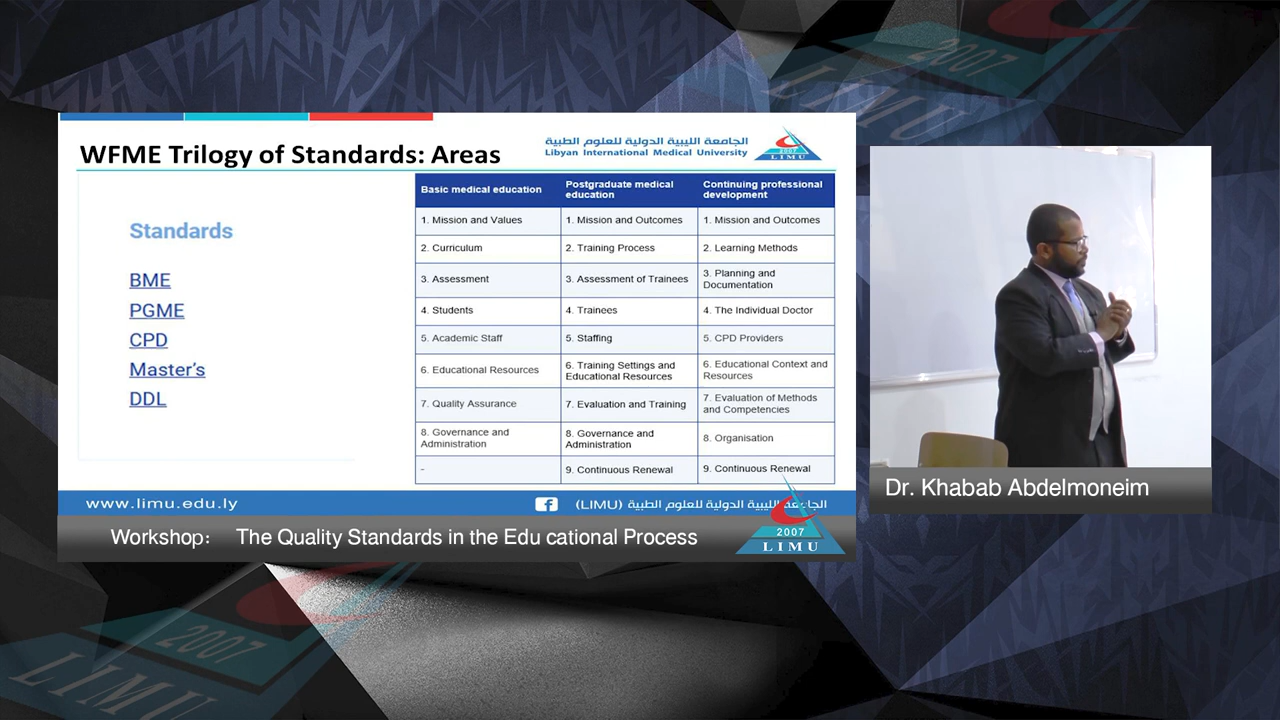 WFME Trilogy of Standards: Areas
الجامعة الليبية الدولية للعلوم الطبية
Libyan International Medical University
2007
LIMU
Standards
BME
PGME
CPD
Master's
DDL
Basic medical education
Postgraduate medical education
Continuing professional development
1. Mission and Values
1. Mission and Outcomes
1. Mission and Outcomes
2. Curriculum
2. Training Process
2. Learning Methods
3. Assessment
3. Assessment of Trainees
3. Planning and Documentation
4. Students
4. Trainees
4. The Individual Doctor
5. Academic Staff
5. Staffing
5. CPD Providers
6. Educational Resources
6. Training Settings and Educational Resources
6. Educational Context and Resources
7. Quality Assurance
7. Evaluation and Training
7. Evaluation of Methods and Competencies
8. Governance and Administration
8. Governance and Administration
8. Organisation
-
9. Continuous Renewal
9. Continuous Renewal
www.limu.edu.ly
الجامعة الليبية الدولية للعلوم الطبية (LIMU)
Workshop: The Quality Standards in the Edu cational Process
2007
LIMU
Dr. Khabab Abdelmoneim
2007
LIMU
2007
LIMU